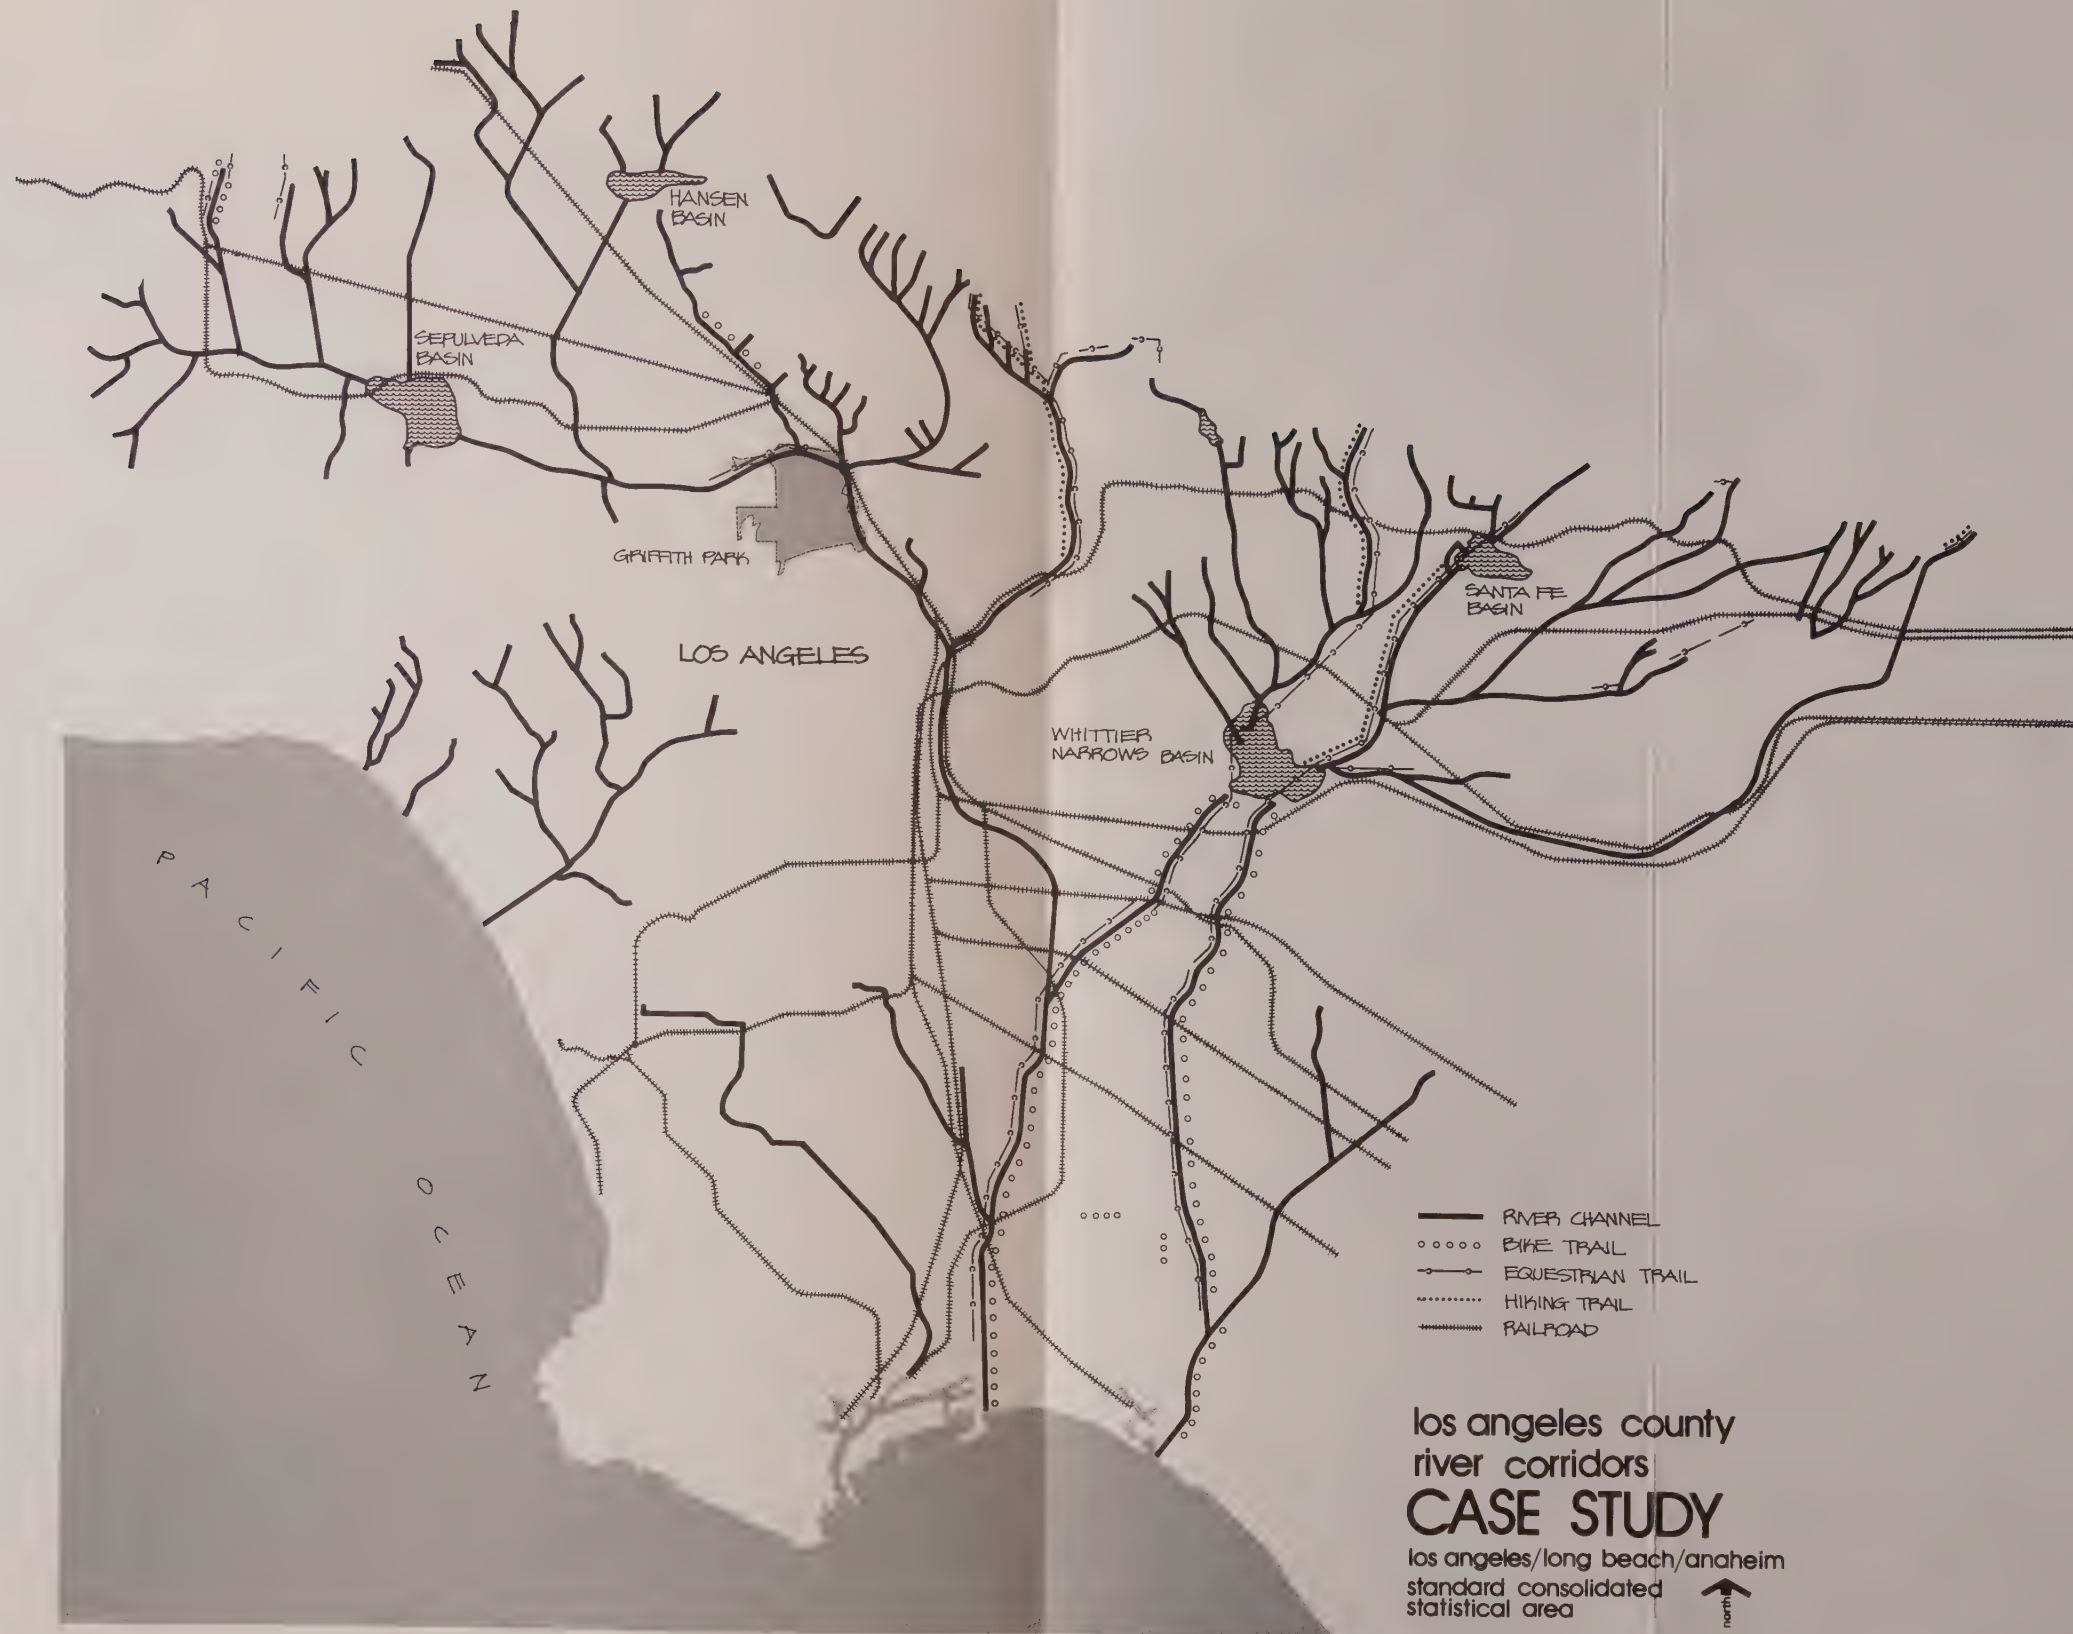 HANSEN
BASIN
SEPULVEDA
BASIN
GRIFFITH PARK
SANTA FE
BASIN
LOS ANGELES
WHITTIER
NARROWS BASIN
PACIFIC
OCEAN
RIVER CHANNEL
BIKE TRAIL
EQUESTRIAN TRAIL
HIKING TRAIL
RAILROAD
los angeles county
river corridors
CASE STUDY
los angeles/long beach/anaheim
standard consolidated
statistical area
north